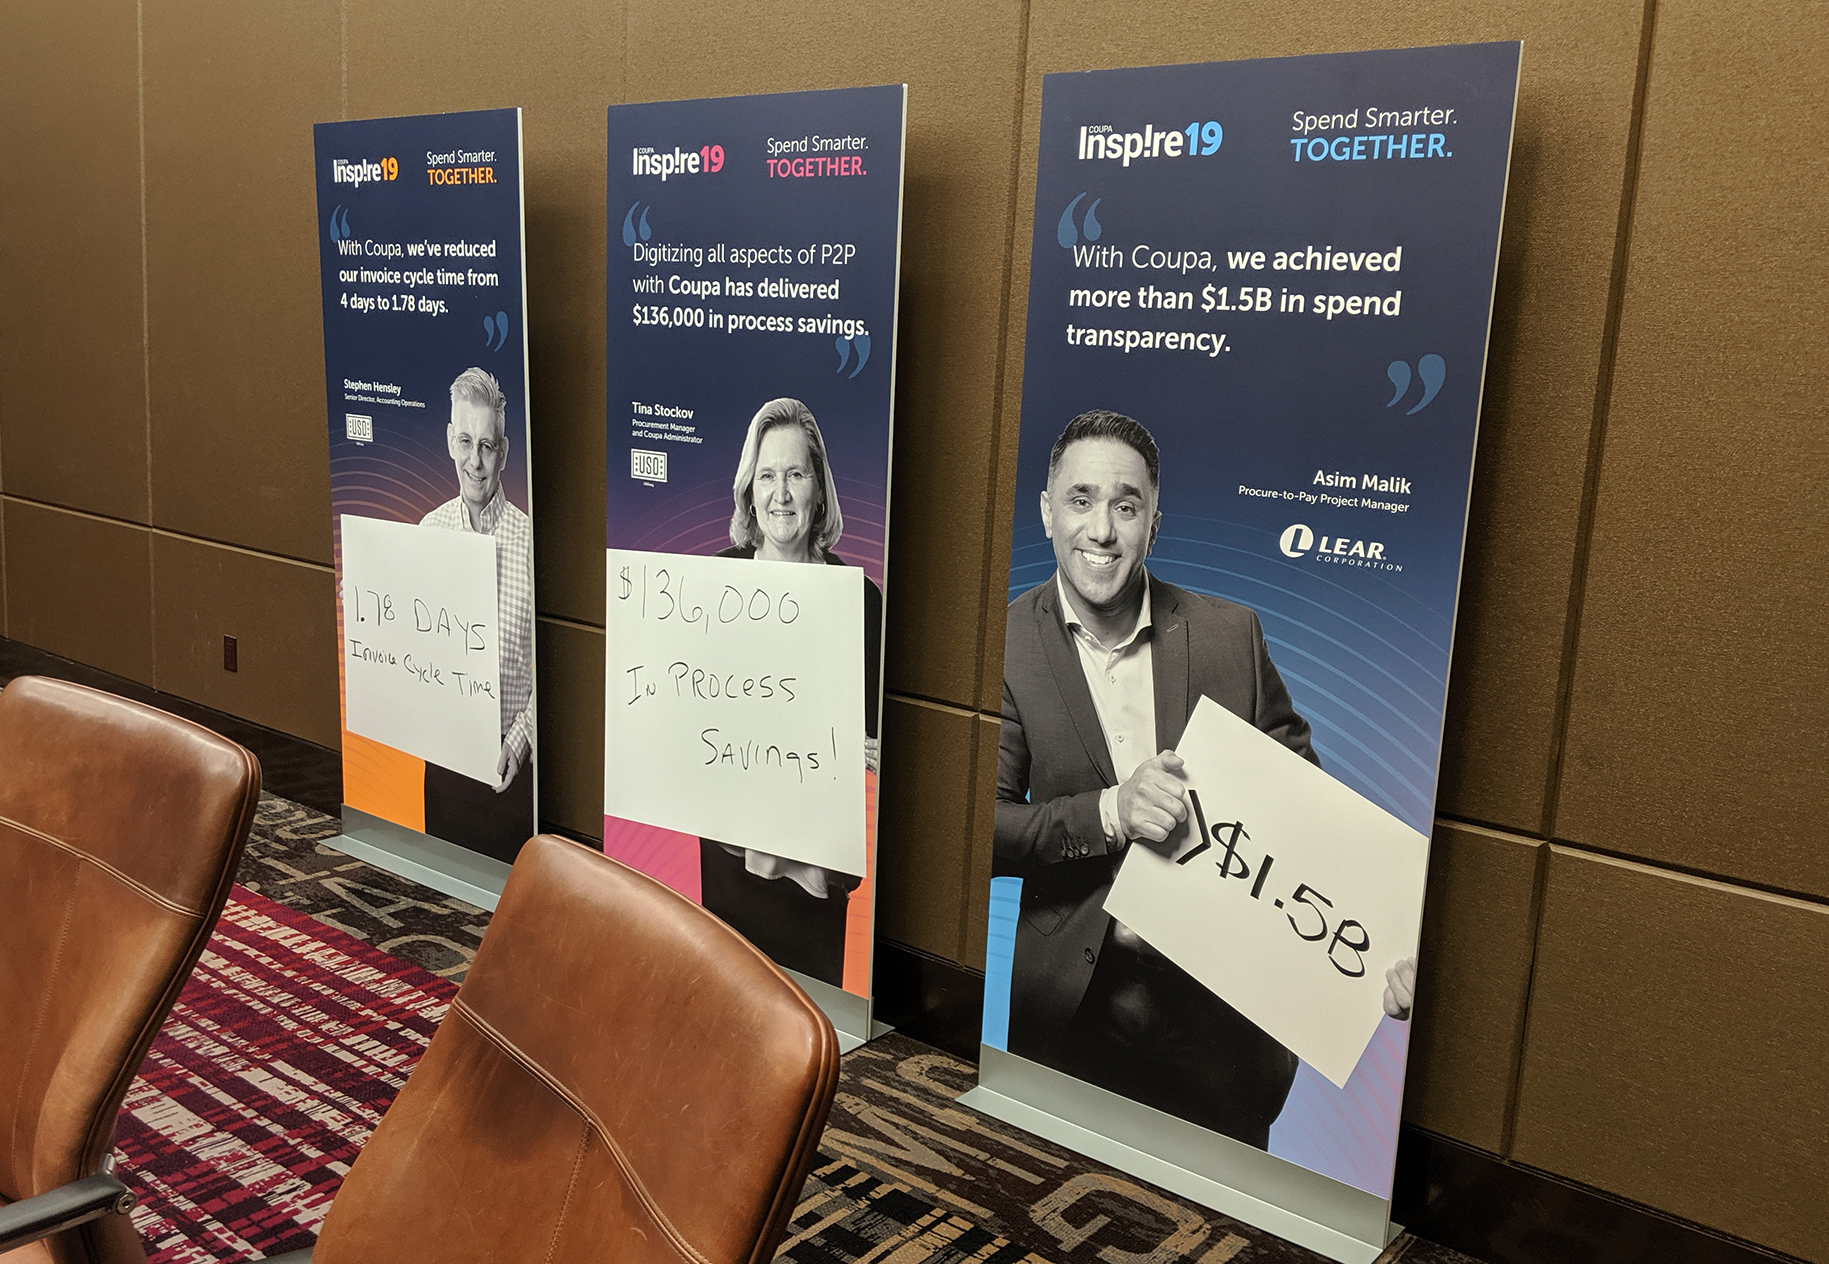 COUPA
Insp!re19
Spend Smarter.
TOGETHER.
“
With Coupa, we've reduced
our invoice cycle time from
4 days to 1.78 days.
”
Stephen Hensley
Senior Director, Accounting Operations
USO
1.78 DAYS
Invoice Cycle Time
COUPA
Insp!re19
Spend Smarter.
TOGETHER.
“
Digitizing all aspects of P2P
with Coupa has delivered
$136,000 in process savings.
”
Tina Stockov
Procurement Manager
and Coupa Administrator
USO
$136,000
In Process
Savings!
COUPA
Insp!re19
Spend Smarter.
TOGETHER.
“
With Coupa, we achieved
more than $1.5B in spend
transparency.
”
Asim Malik
Procure-to-Pay Project Manager
LEAR
CORPORATION
>$1.5B